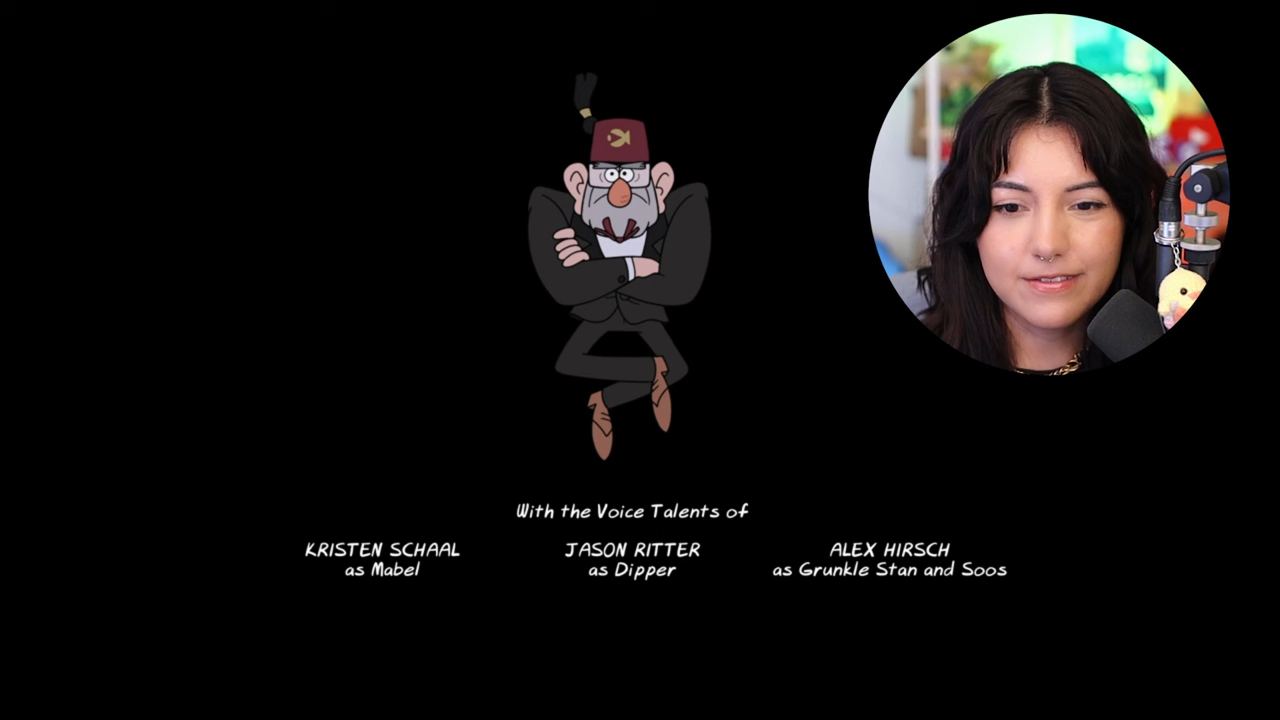 With the Voice Talents of
KRISTEN SCHAAL JASON RITTER ALEX HIRSCH
as Mabel as Dipper as Grunkle Stan and Soos